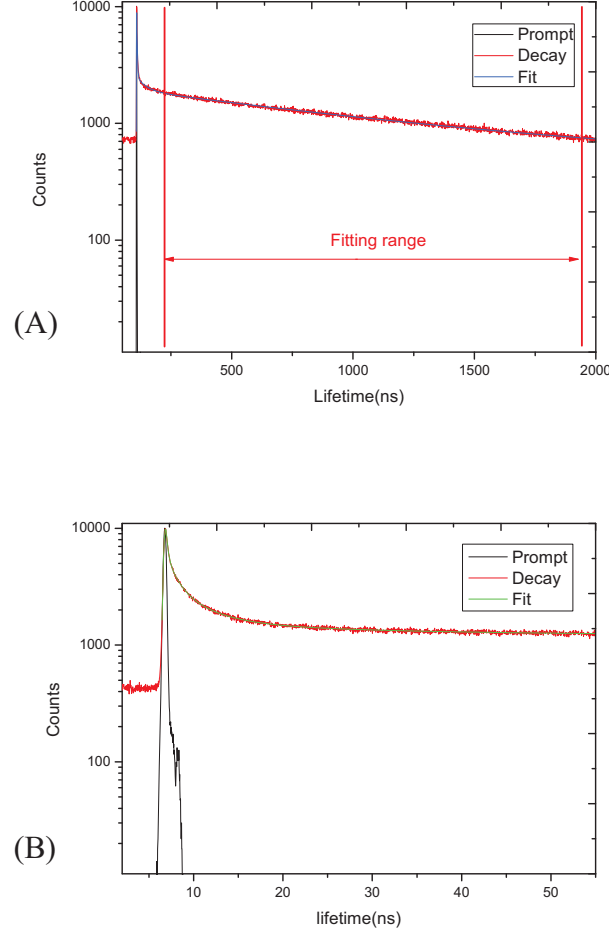 10000
1000
100
Counts
Prompt
Decay
Fit
Fitting range
(A)
500
1000
1500
2000
Lifetime(ns)
10000
1000
100
Counts
Prompt
Decay
Fit
(B)
10
20
30
40
50
lifetime(ns)